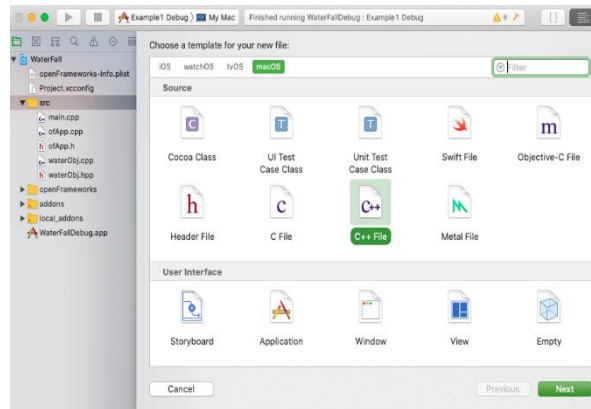 Example1 Debug 〉 My Mac
Finished running WaterFallDebug : Example1 Debug
WaterFall
openFrameworks-Info.plist
Project.xcconfig
src
main.cpp
ofApp.cpp
ofApp.h
waterObj.cpp
waterObj.hpp
openFrameworks
addons
local_addons
WaterFallDebug.app
Choose a template for your new file:
iOS watchOS tvOS macOS
Filter
Source
C T T m
Cocoa Class
UI Test
Case Class
Unit Test
Case Class
Swift File
Objective-C File
h C C++
Header File
C File
C++ File
Metal File
User Interface
Storyboard
Application
Window
View
Empty
Cancel
Previous
Next